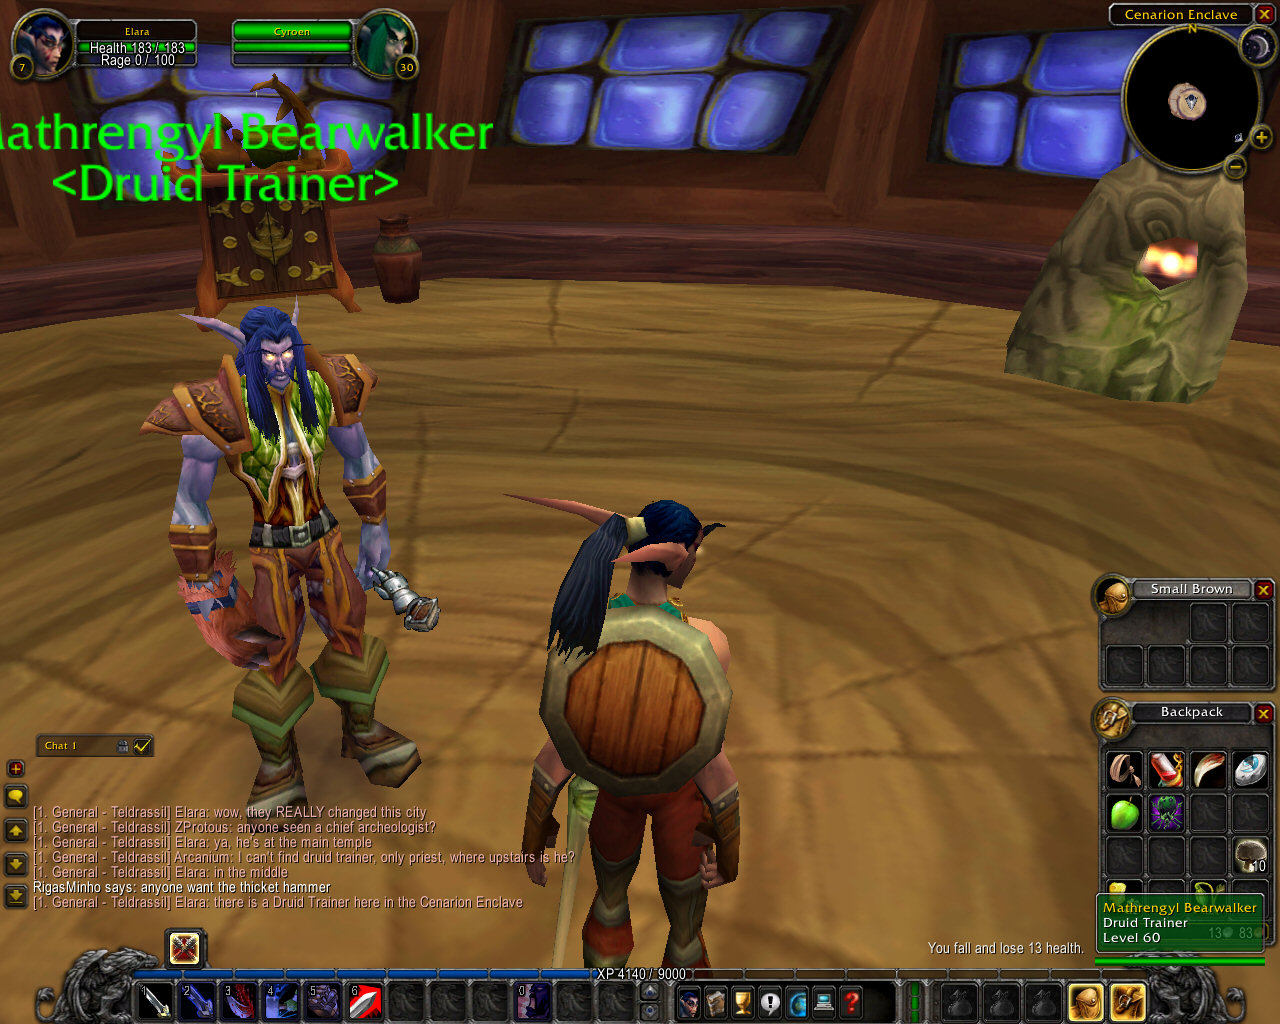 Elara
Health 183 / 183
Rage 0 / 100
7
Cyroen
30
Cenarion Enclave
N
Mathrengyl Bearwalker
<Druid Trainer>
Small Brown
Backpack
10
Chat 1
[1. General - Teldrassil] Elara: wow, they REALLY changed this city
[1. General - Teldrassil] ZProtous: anyone seen a chief archeologist?
[1. General - Teldrassil] Elara: ya, he's at the main temple
[1. General - Teldrassil] Arcanium: I can't find druid trainer, only priest, where upstairs is he?
[1. General - Teldrassil] Elara: in the middle
RigasMinho says: anyone want the thicket hammer
[1. General - Teldrassil] Elara: there is a Druid Trainer here in the Cenarion Enclave
Mathrengyl Bearwalker
Druid Trainer
Level 60
13 83
You fall and lose 13 health.
XP 4140 / 9000
1 2 3 4 5 6 0